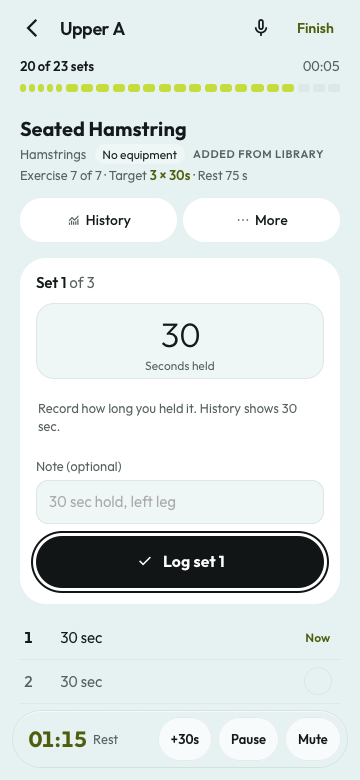 Upper A
Finish
20 of 23 sets
00:05
Seated Hamstring
Hamstrings No equipment ADDED FROM LIBRARY
Exercise 7 of 7 · Target 3 × 30s · Rest 75 s
History
··· More
Set 1 of 3
30
Seconds held
Record how long you held it. History shows 30
sec.
Note (optional)
30 sec hold, left leg
Log set 1
1 30 sec Now
2 30 sec
01:15 Rest +30s Pause Mute